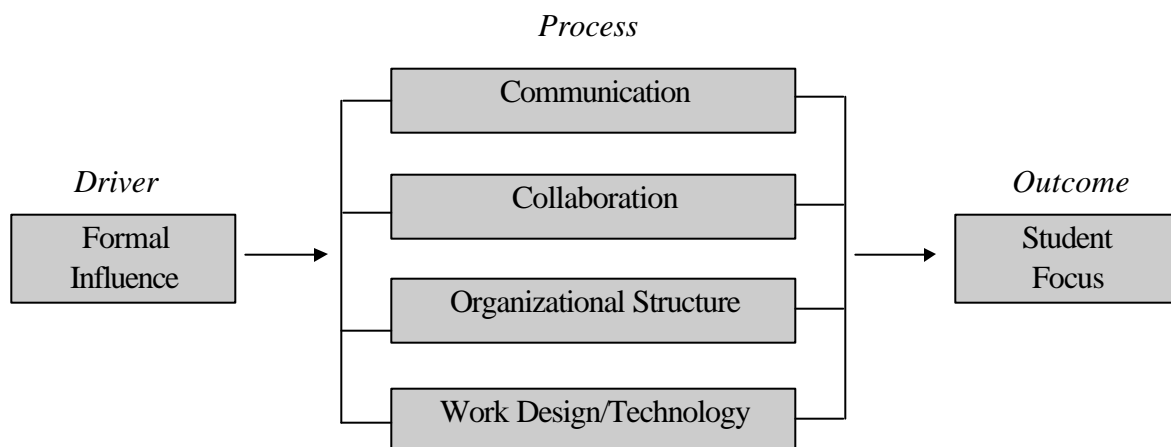 Process
Communication
Driver
Formal
Influence
Collaboration
Organizational Structure
Work Design/Technology
Outcome
Student
Focus